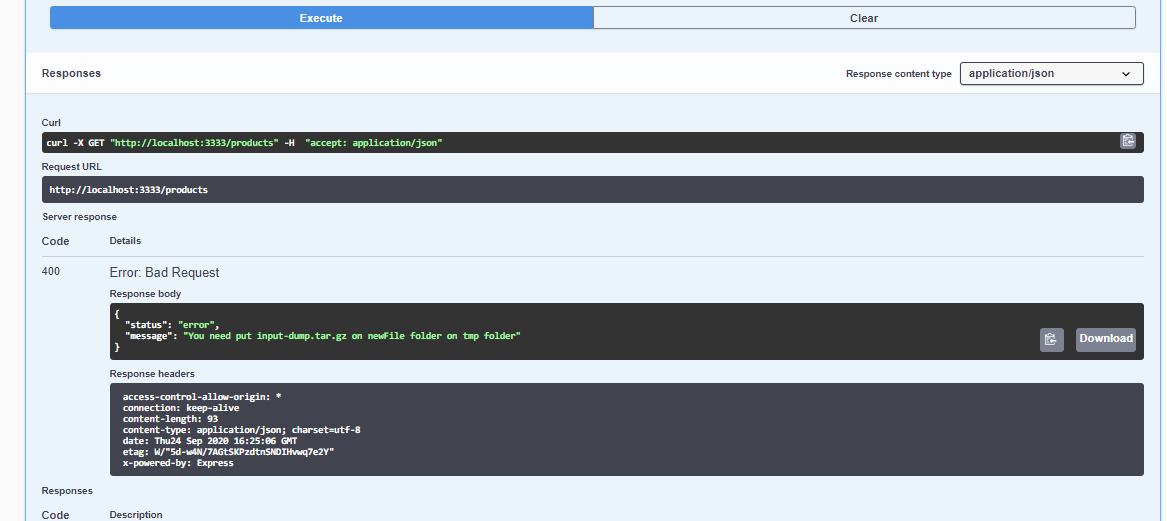 Execute
Clear
Responses
Response content type
application/json
Curl
curl -X GET "http://localhost:3333/products" -H  "accept: application/json"
Request URL
http://localhost:3333/products
Server response
Code
Details
400
Error: Bad Request
Response body
{
  "status": "error",
  "message": "You need put input-dump.tar.gz on newFile folder on tmp folder"
}
Download
Response headers
access-control-allow-origin: *
connection: keep-alive
content-length: 93
content-type: application/json; charset=utf-8
date: Thu24 Sep 2020 16:25:06 GMT
etag: W/"5d-w4N/7AGtSKPzdtnSNDIHvwq7e2Y"
x-powered-by: Express
Responses
Code
Description